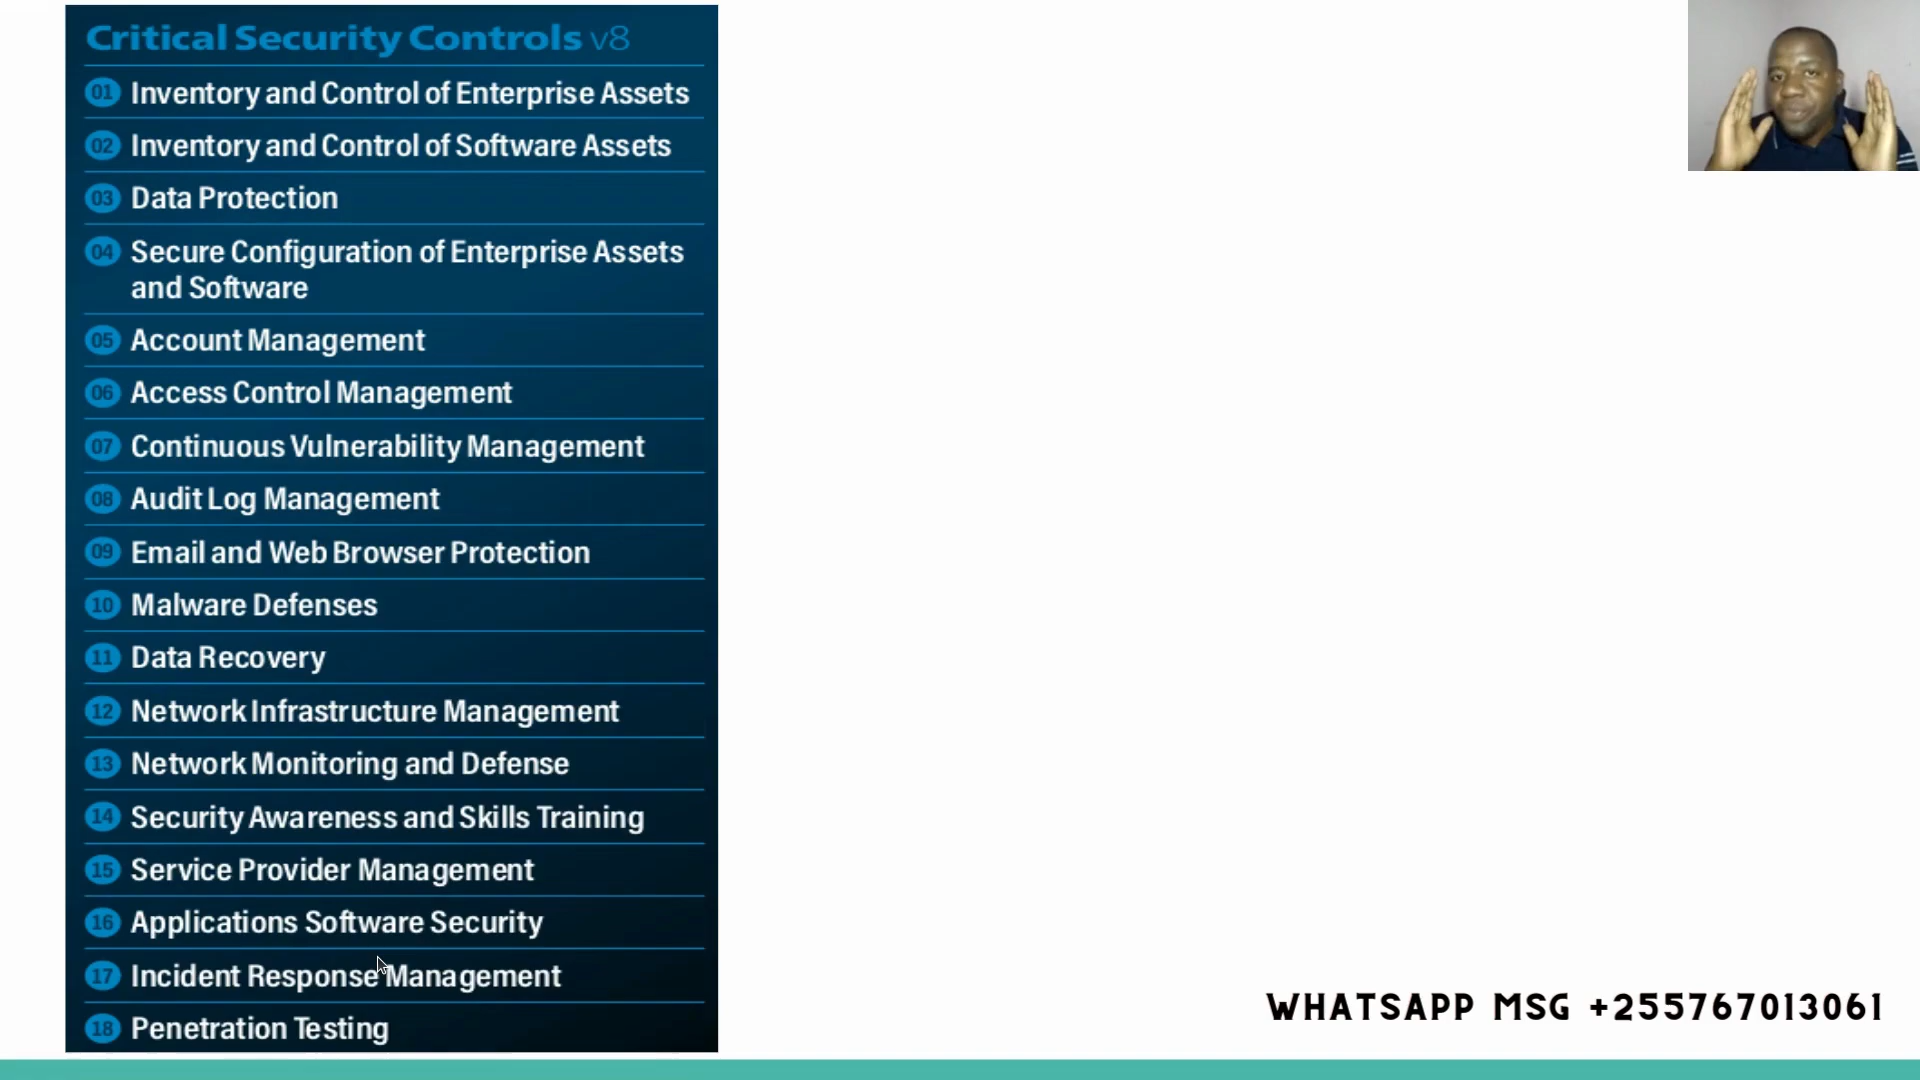 Critical Security Controls v8
01 Inventory and Control of Enterprise Assets
02 Inventory and Control of Software Assets
03 Data Protection
04 Secure Configuration of Enterprise Assets
and Software
05 Account Management
06 Access Control Management
07 Continuous Vulnerability Management
08 Audit Log Management
09 Email and Web Browser Protection
10 Malware Defenses
11 Data Recovery
12 Network Infrastructure Management
13 Network Monitoring and Defense
14 Security Awareness and Skills Training
15 Service Provider Management
16 Applications Software Security
17 Incident Response Management
18 Penetration Testing
WHATSAPP MSG +255767013061